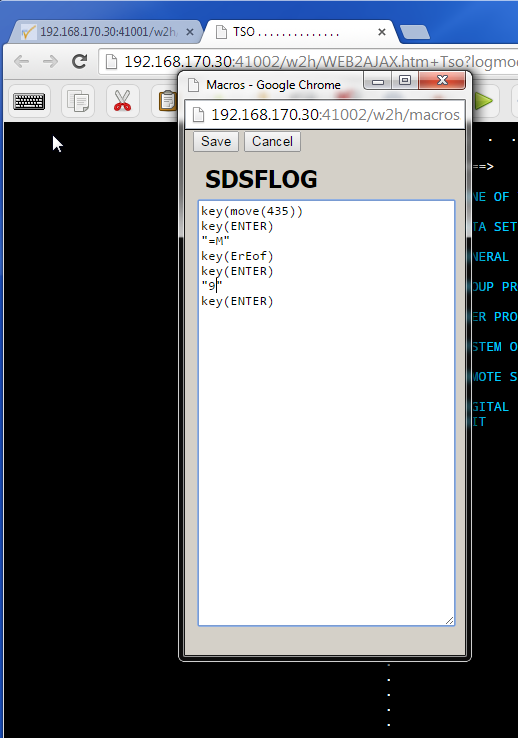 192.168.170.30:41001/w2h
TSO . . . . . . . . . . . . . .
192.168.170.30:41002/w2h/WEB2AJAX.htm+Tso?logmo
Macros - Google Chrome
192.168.170.30:41002/w2h/macros
Save Cancel
SDSFLOG
key(move(435))
key(ENTER)
"=M"
key(ErEof)
key(ENTER)
"9"
key(ENTER)
. .
==>
NE OF
TA SET
NERAL
OUP PR
ER PRO
STEM O
MOTE S
GITAL
IT
.
.
.
.
.